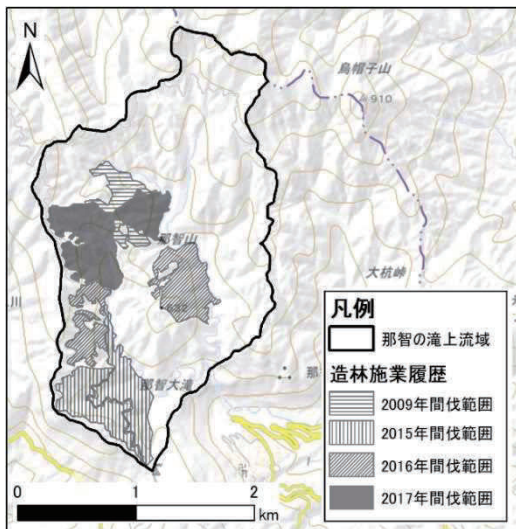 N
烏帽子山
910
那智山
大杭峠
632
川
那智大滝
那
凡例
那智の滝上流域
造林施業履歴
2009年間伐範囲
2015年間伐範囲
2016年間伐範囲
2017年間伐範囲
0 1 2
km